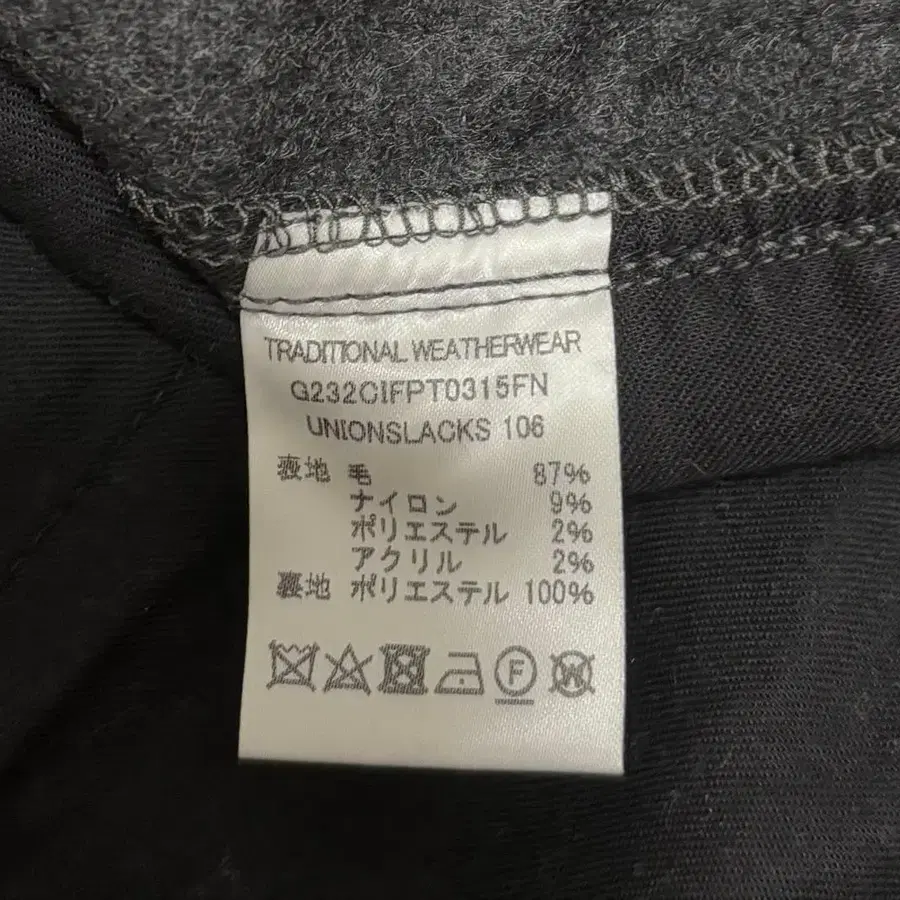 TRADITIONAL WEATHERWEAR
G232CIFPT0315FN
UNIONSLACKS 106
表地 毛 87%
ナイロン 9%
ポリエステル 2%
アクリル 2%
裏地 ポリエステル 100%
F W